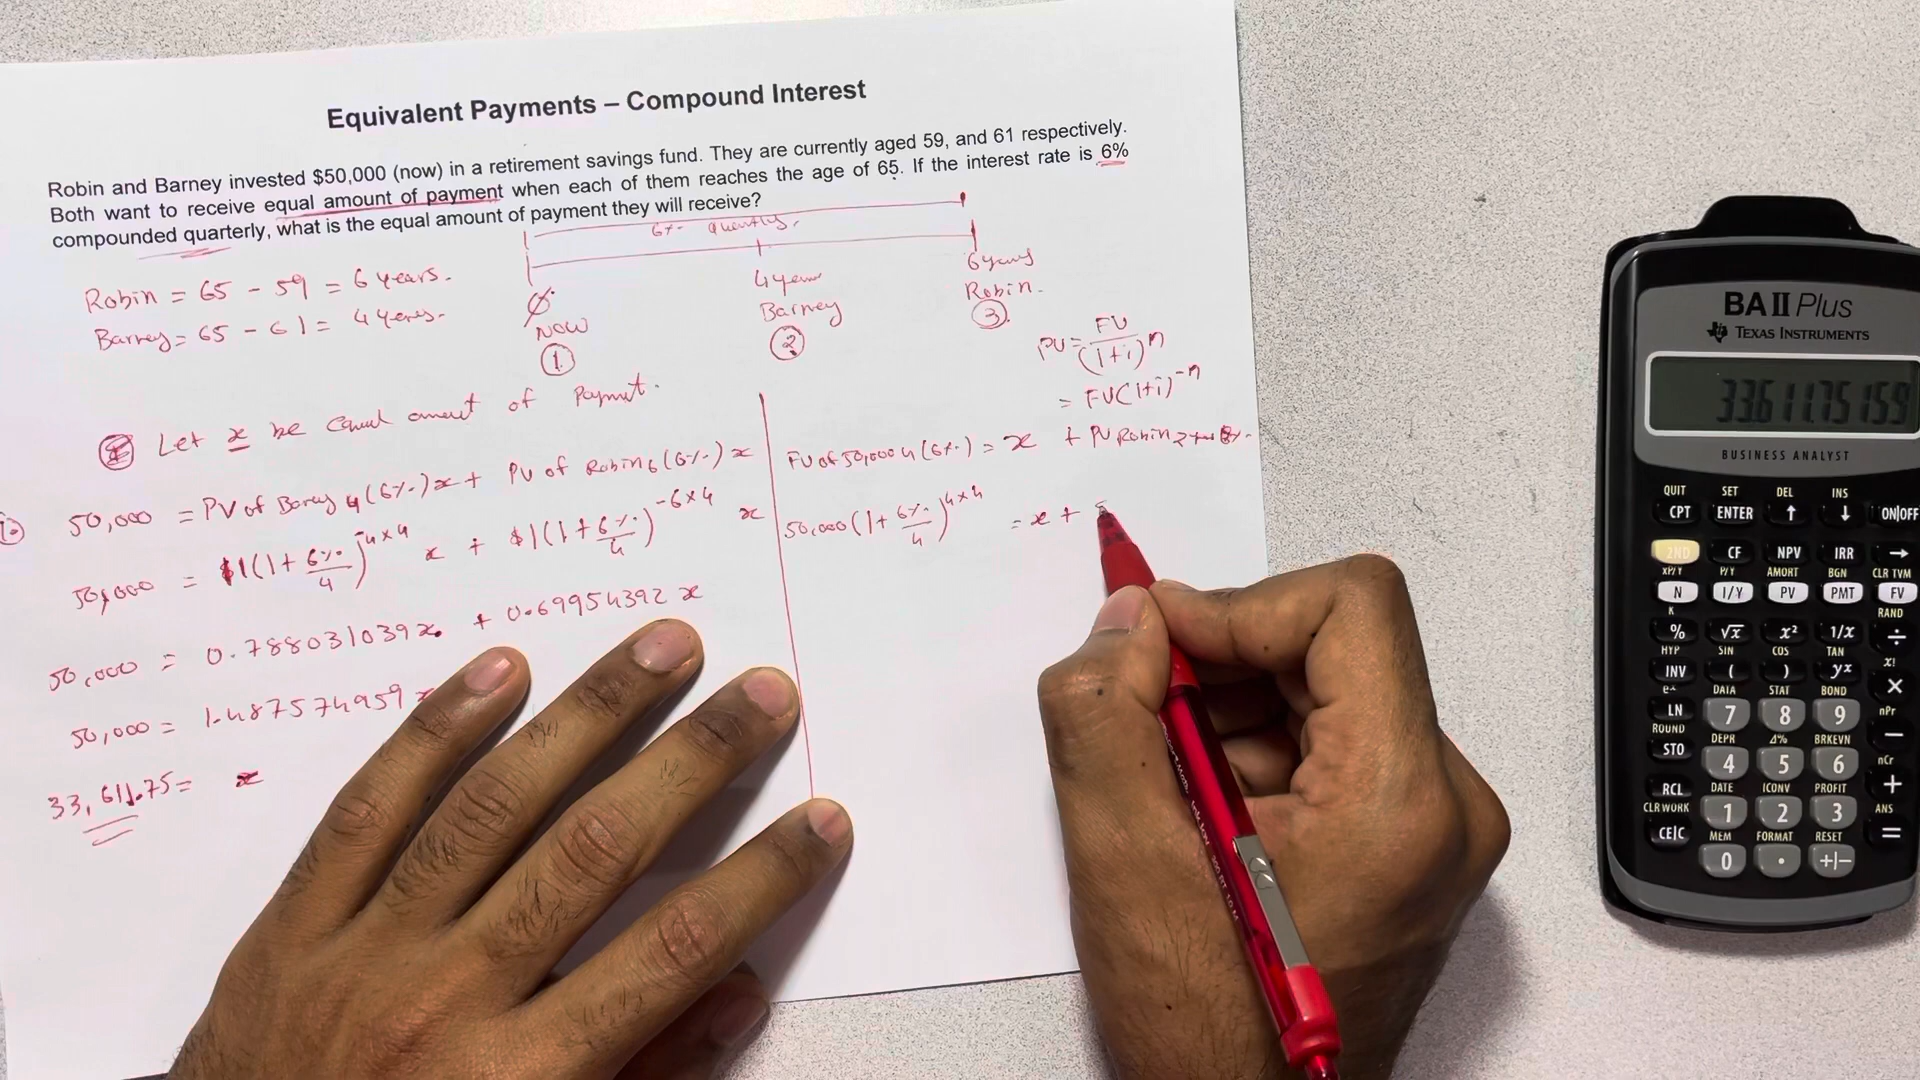 Equivalent Payments – Compound Interest
Robin and Barney invested $50,000 (now) in a retirement savings fund. They are currently aged 59, and 61 respectively.
Both want to receive equal amount of payment when each of them reaches the age of 65. If the interest rate is 6%
compounded quarterly, what is the equal amount of payment they will receive?
6%
Robin = 65 - 59 = 6 years.
Barney = 65 - 61 = 4 years.
Ø
NOW
1
4 years
Barney
2
6 years
Robin
3
PV = FV/(1+i)^n
= FV(1+i)^-n
Let x be Equal amount of Payment.
50,000 = PV of Barney 4 (6%) x + PV of Robin 6 (6%) x
50,000 = $1(1 + 6%/4)^-4×4 x + $1(1 + 6%/4)^-6×4 x
50,000 = 0.788031039 x + 0.69954392 x
50,000 = 1.487574959
33,611.75 = x
FV of 50,000 4 (6%) = x + PV Robin 2
50,000 (1 + 6%/4)^4×4 = x +
BA II Plus
TEXAS INSTRUMENTS
33,611.75159
BUSINESS ANALYST
QUIT SET DEL INS
CPT ENTER ↑ ↓ ON|OFF
2ND CF NPV IRR →
xP/Y P/Y AMORT BGN CLR TVM
N I/Y PV PMT FV
K RAND
% √x x² 1/x ÷
HYP SIN COS TAN x!
INV ( ) yˣ ×
eˣ DATA STAT BOND nPr
LN 7 8 9 −
ROUND DEPR Δ% BRKEVN nCr
STO 4 5 6 +
DATE ICONV PROFIT
RCL 1 2 3
CLR WORK MEM FORMAT RESET ANS
CE|C 0 . +|− =